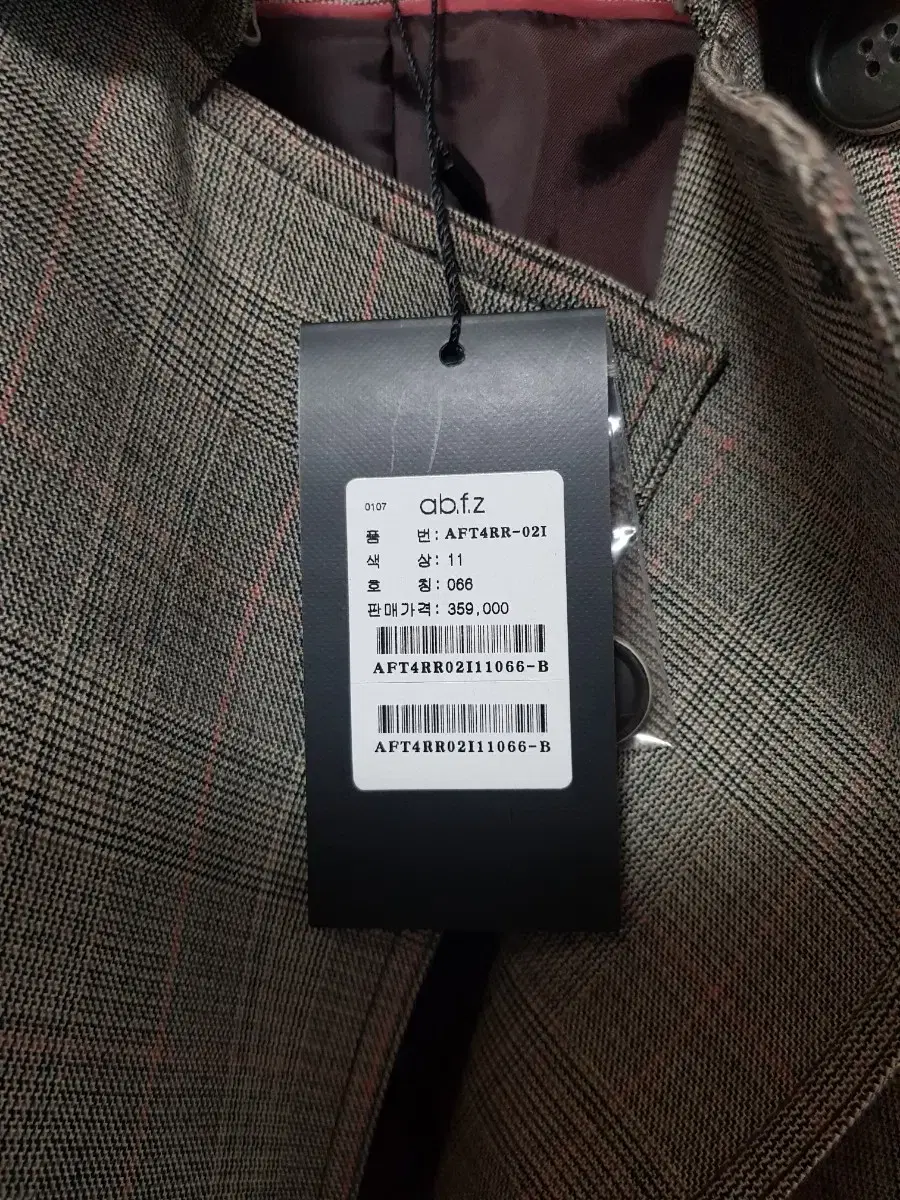 0107 ab.f.z
품 번: AFT4RR-02I
색 상: 11
호 칭: 066
판매가격: 359,000
AFT4RR02I11066-B
AFT4RR02I11066-B